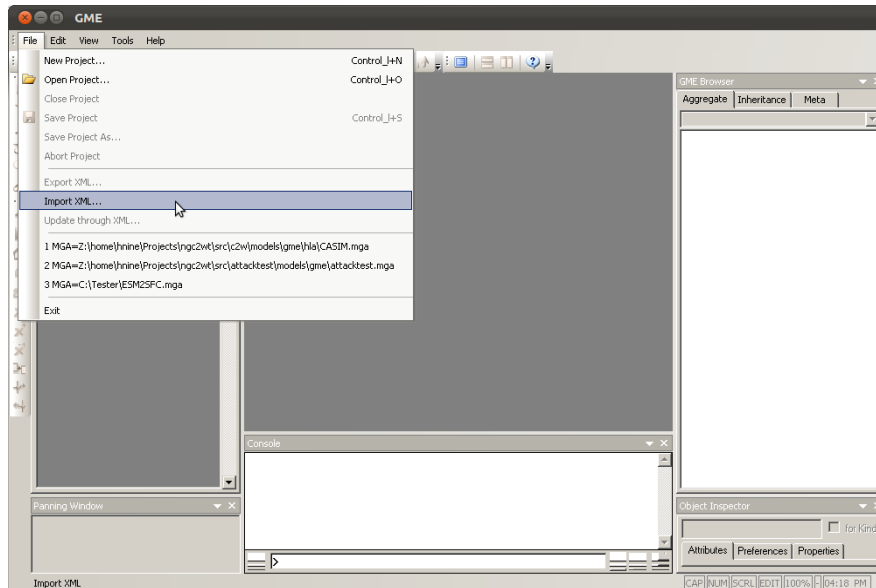 GME
File Edit View Tools Help
New Project... Control_l+N
Open Project... Control_l+O
Close Project
Save Project Control_l+S
Save Project As...
Abort Project
Export XML...
Import XML...
Update through XML...
1 MGA=Z:\home\hnine\Projects\ngc2wt\src\c2w\models\gme\hla\CASIM.mga
2 MGA=Z:\home\hnine\Projects\ngc2wt\src\attacktest\models\gme\attacktest.mga
3 MGA=C:\Tester\ESM2SFC.mga
Exit
GME Browser
Aggregate Inheritance Meta
Console
>
Panning Window
Object Inspector
for Kind
Attributes Preferences Properties
Import XML
CAP NUM SCRL EDIT 100% - 04:18 PM